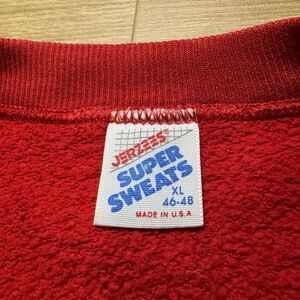 JERZEES®
SUPER
SWEATS
XL
46-48
MADE IN U.S.A